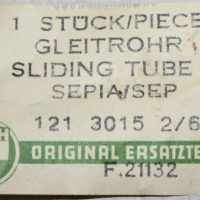 1 STÜCK/PIECE
GLEITROHR
SLIDING TUBE
SEPIA/SEP
121 3015 2/6
ORIGINAL ERSATZTE
F.21132